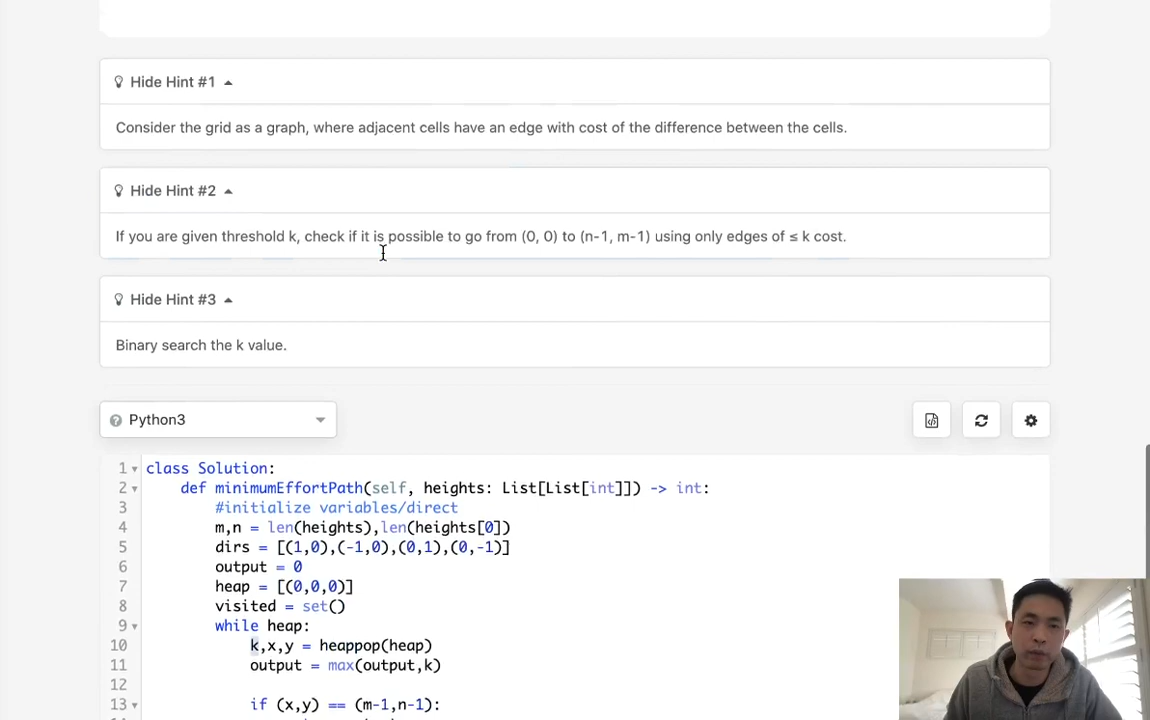 Hide Hint #1
Consider the grid as a graph, where adjacent cells have an edge with cost of the difference between the cells.
Hide Hint #2
If you are given threshold k, check if it is possible to go from (0, 0) to (n-1, m-1) using only edges of ≤ k cost.
Hide Hint #3
Binary search the k value.
Python3
1 class Solution:
2 def minimumEffortPath(self, heights: List[List[int]]) -> int:
3 #initialize variables/direct
4 m,n = len(heights),len(heights[0])
5 dirs = [(1,0),(-1,0),(0,1),(0,-1)]
6 output = 0
7 heap = [(0,0,0)]
8 visited = set()
9 while heap:
10 k,x,y = heappop(heap)
11 output = max(output,k)
12
13 if (x,y) == (m-1,n-1):